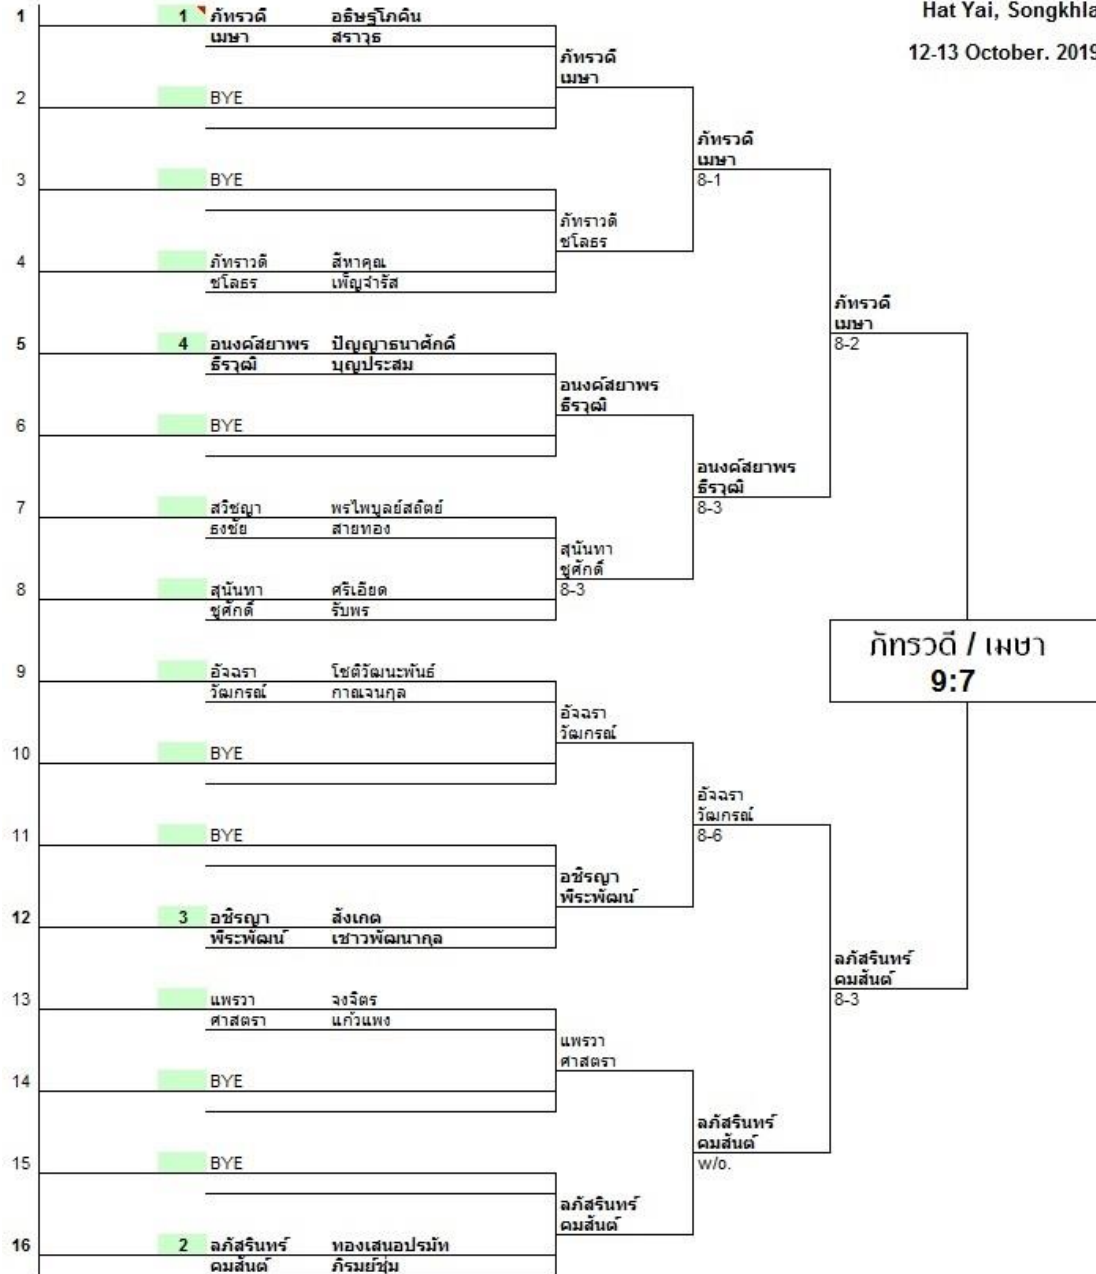 Hat Yai, Songkhla
12-13 October. 2019
1 1 ภัทรวดี อธิษฐโภคิน
เมษา สราวุธ
ภัทรวดี
เมษา
2 BYE
ภัทรวดี
เมษา
8-1
3 BYE
ภัทราวดี
ชโลธร
4 ภัทราวดี สีหาคุณ
ชโลธร เพ็ญจำรัส
ภัทรวดี
เมษา
8-2
5 4 อนงค์สยาพร ปัญญาธนาศักดิ์
ธีรวุฒิ บุญประสม
อนงค์สยาพร
ธีรวุฒิ
6 BYE
อนงค์สยาพร
ธีรวุฒิ
8-3
7 สวิชญา พรไพบูลย์สถิตย์
ธงชัย สายทอง
สุนันทา
ชูศักดิ์
8-3
8 สุนันทา ศรีเอียด
ชูศักดิ์ รับพร
ภัทรวดี / เมษา
9:7
9 อัจฉรา โชติวัฒนะพันธ์
วัฒกรณ์ กาณจนกุล
อัจฉรา
วัฒกรณ์
10 BYE
อัจฉรา
วัฒกรณ์
8-6
11 BYE
อชิรญา
พีระพัฒน์
12 3 อชิรญา สังเกต
พีระพัฒน์ เชาวพัฒนากุล
ลภัสรินทร์
คมสันต์
8-3
13 แพรวา จงจิตร
ศาสตรา แก้วแพง
แพรวา
ศาสตรา
14 BYE
ลภัสรินทร์
คมสันต์
w/o.
15 BYE
ลภัสรินทร์
คมสันต์
16 2 ลภัสรินทร์ ทองเสนอปรมัท
คมสันต์ ภิรมย์ชุ่ม